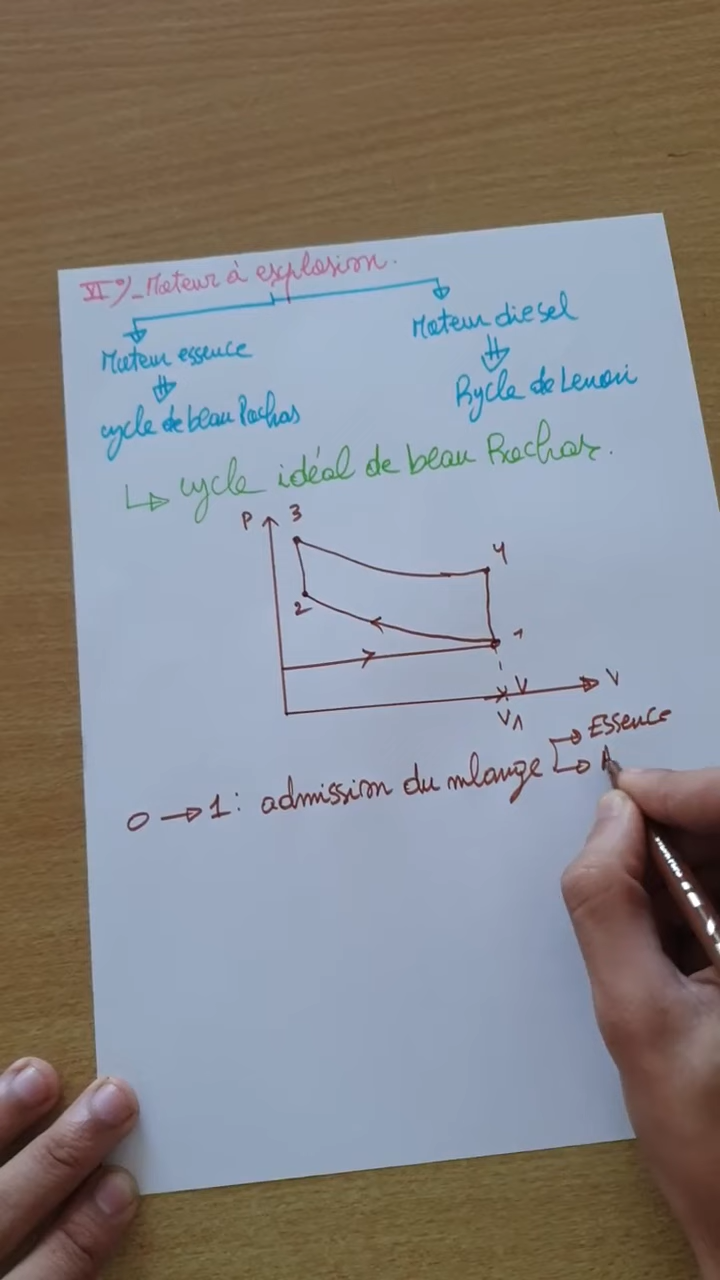 VI°/_Moteur à explosion.
Moteur essence
Moteur diesel
cycle de beau Rochas
Rycle de Lenoir
↳ cycle idéal de beau Rochas.
P
3
4
2
1
V
V
V1
0 → 1: admission du mlange → Essence
→ A